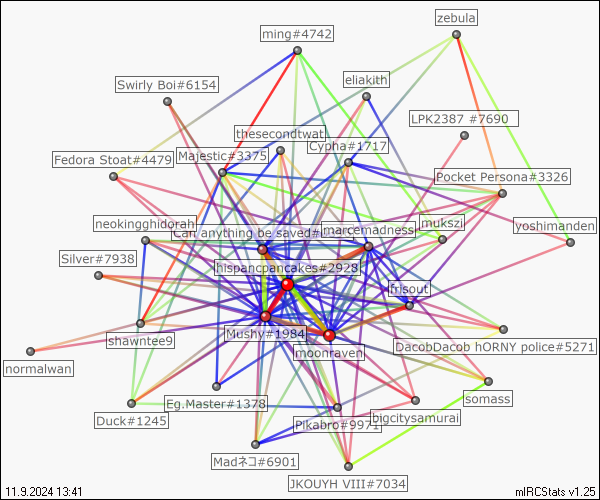 zebula
ming#4742
eliakith
Swirly Boi#6154
LPK2387 #7690
thesecondtwat
Cypha#1717
Majestic#3375
Fedora Stoat#4479
Pocket Persona#3326
neokingghidorah
Can anything be saved
marcemadness
mukszi
yoshimanden
Silver#7938
hispancpancakes#2928
frisout
Mushy#1984
shawntee9
moonraven
DacobDacob hORNY police#5271
normalwan
Eg.Master#1378
somass
Duck#1245
bigcitysamurai
Pikabro#9971
Madネコ#6901
JKOUYH VIII#7034
11.9.2024 13:41
mIRCStats v1.25